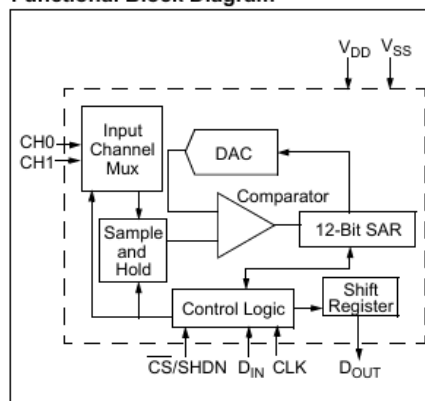 Functional Block Diagram
VDD VSS
CH0
CH1
Input
Channel
Mux
DAC
Comparator
Sample
and
Hold
12-Bit SAR
Control Logic
Shift
Register
CS/SHDN DIN CLK DOUT